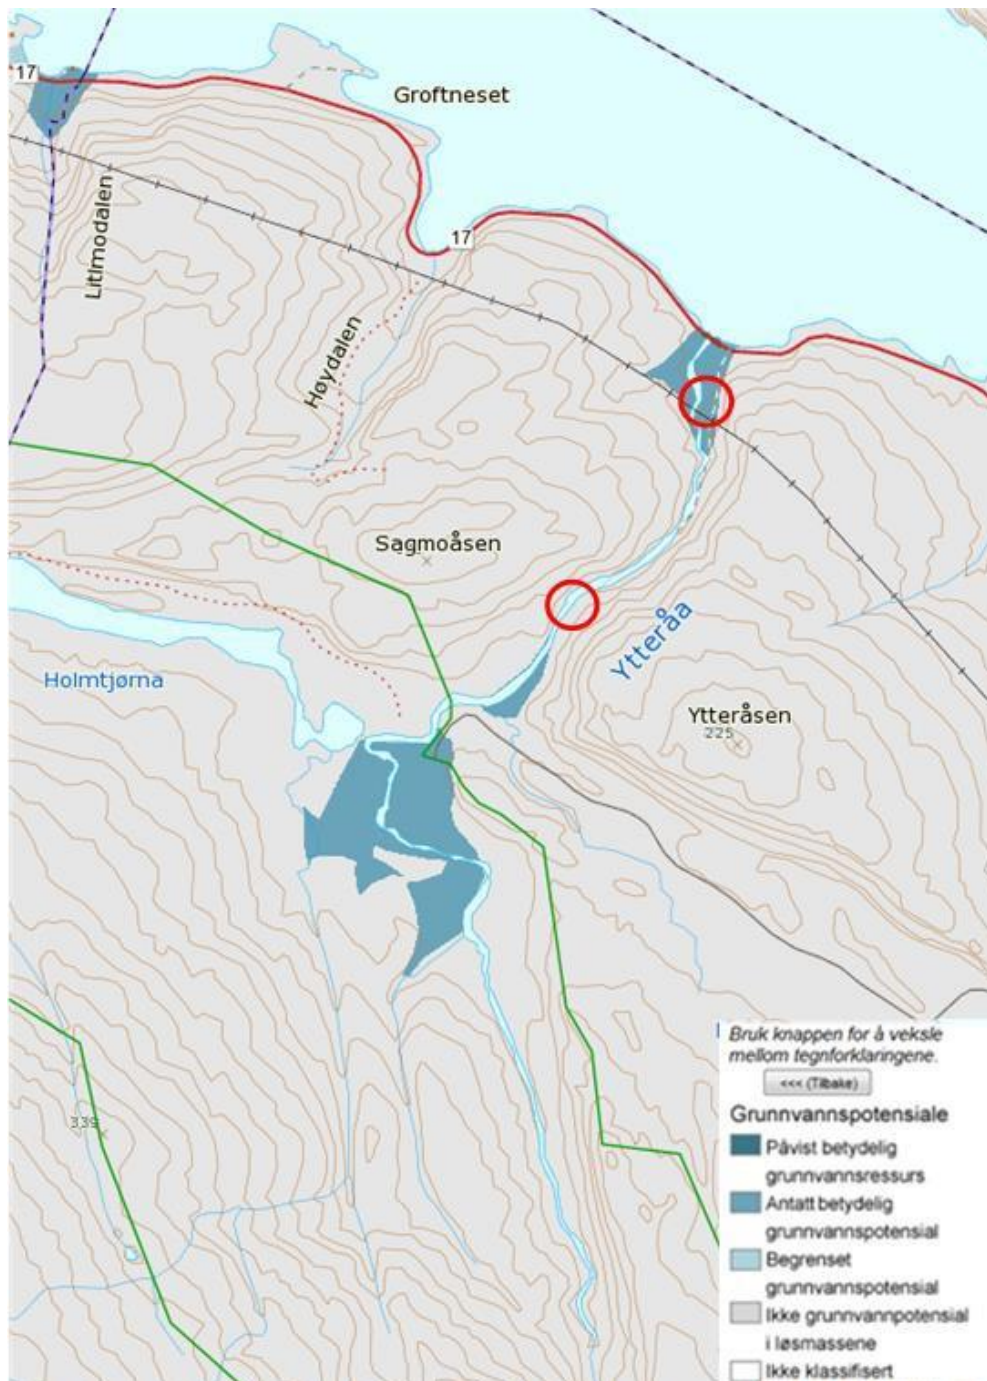 17
Groftneset
Litlmodalen
17
Høydalen
Sagmoåsen
Ytteråa
Holmtjørna
Ytteråsen
225
339
Bruk knappen for å veksle
mellom tegnforklaringene.
<<< (Tilbake)
Grunnvannspotensiale
Påvist betydelig
grunnvannsressurs
Antatt betydelig
grunnvannspotensial
Begrenset
grunnvannspotensial
Ikke grunnvannpotensial
i løsmassene
Ikke klassifisert